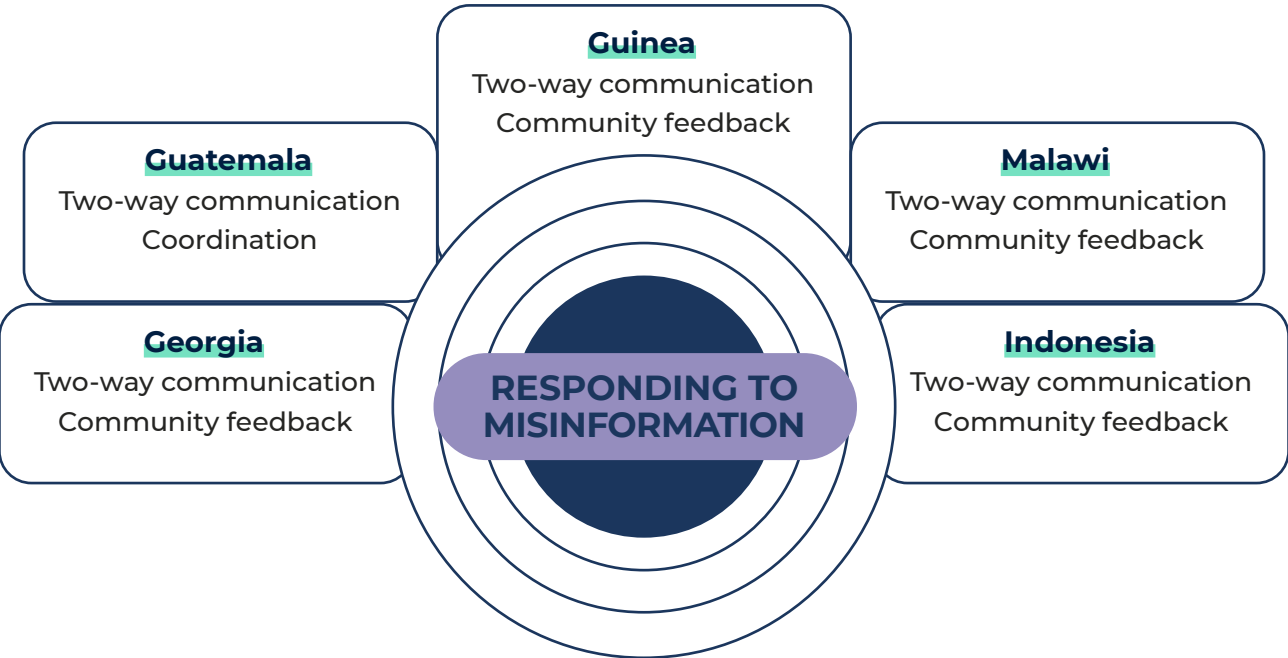 Guinea
Two-way communication
Community feedback
Guatemala
Two-way communication
Coordination
Malawi
Two-way communication
Community feedback
Georgia
Two-way communication
Community feedback
Indonesia
Two-way communication
Community feedback
RESPONDING TO
MISINFORMATION